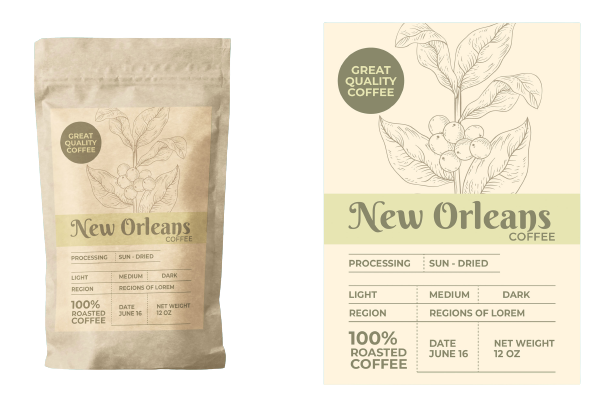 GREAT
QUALITY
COFFEE
New Orleans
COFFEE
PROCESSING SUN - DRIED
LIGHT MEDIUM DARK
REGION REGIONS OF LOREM
100%
ROASTED
COFFEE
DATE
JUNE 16
NET WEIGHT
12 OZ
GREAT
QUALITY
COFFEE
New Orleans
COFFEE
PROCESSING SUN - DRIED
LIGHT MEDIUM DARK
REGION REGIONS OF LOREM
100%
ROASTED
COFFEE
DATE
JUNE 16
NET WEIGHT
12 OZ